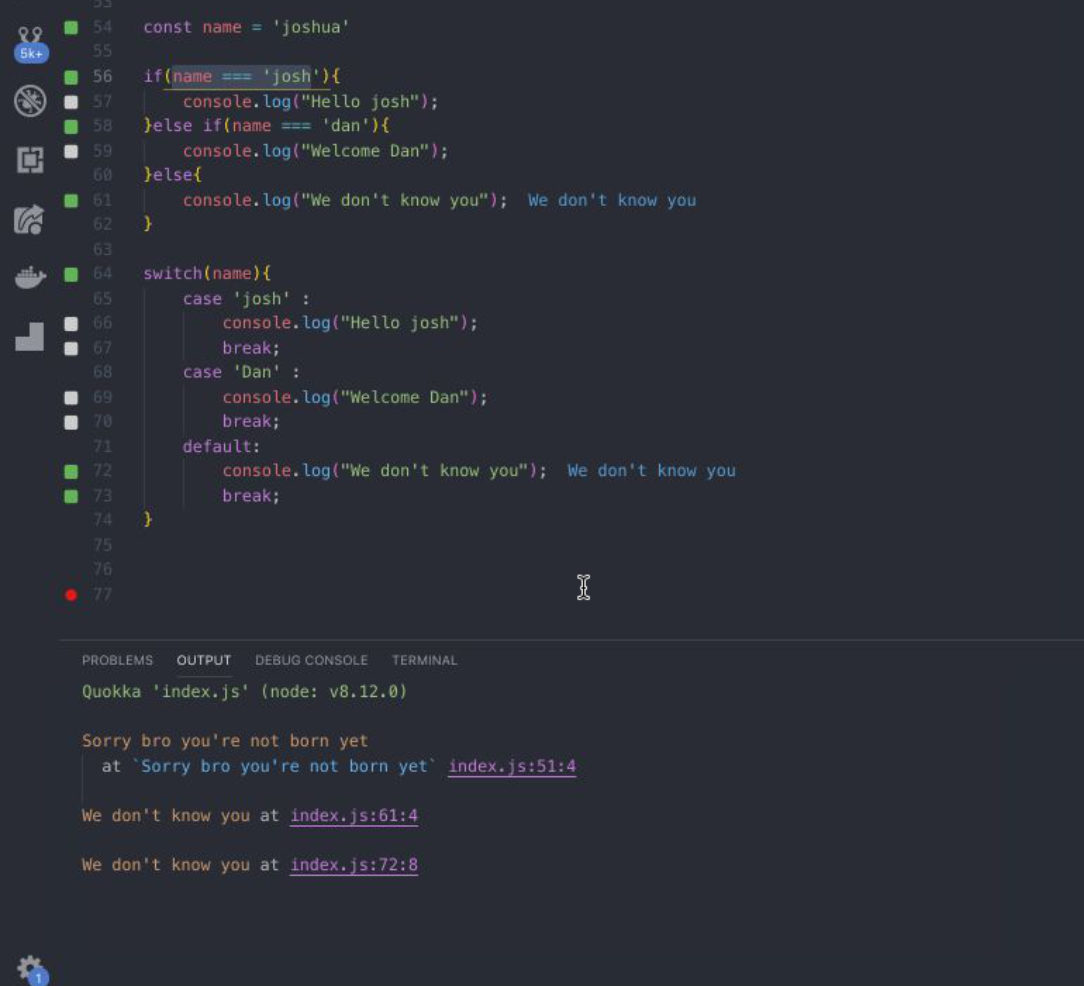 53
5k+
54 const name = 'joshua'
55
56 if(name === 'josh'){
57 console.log("Hello josh");
58 }else if(name === 'dan'){
59 console.log("Welcome Dan");
60 }else{
61 console.log("We don't know you"); We don't know you
62 }
63
64 switch(name){
65 case 'josh' :
66 console.log("Hello josh");
67 break;
68 case 'Dan' :
69 console.log("Welcome Dan");
70 break;
71 default:
72 console.log("We don't know you"); We don't know you
73 break;
74 }
75
76
77
PROBLEMS OUTPUT DEBUG CONSOLE TERMINAL
Quokka 'index.js' (node: v8.12.0)
Sorry bro you're not born yet
at `Sorry bro you're not born yet` index.js:51:4
We don't know you at index.js:61:4
We don't know you at index.js:72:8
1